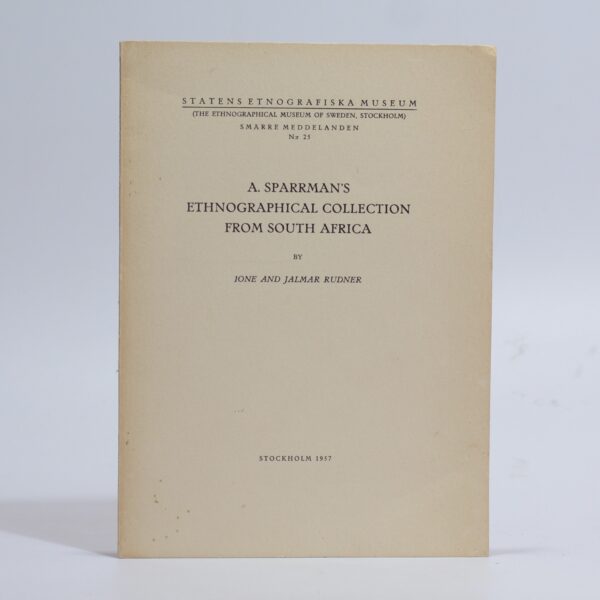 STATENS ETNOGRAFISKA MUSEUM
(THE ETHNOGRAPHICAL MUSEUM OF SWEDEN, STOCKHOLM)
SMÄRRE MEDDELANDEN
Nr 25
A. SPARRMAN'S
ETHNOGRAPHICAL COLLECTION
FROM SOUTH AFRICA
BY
IONE AND JALMAR RUDNER
STOCKHOLM 1957